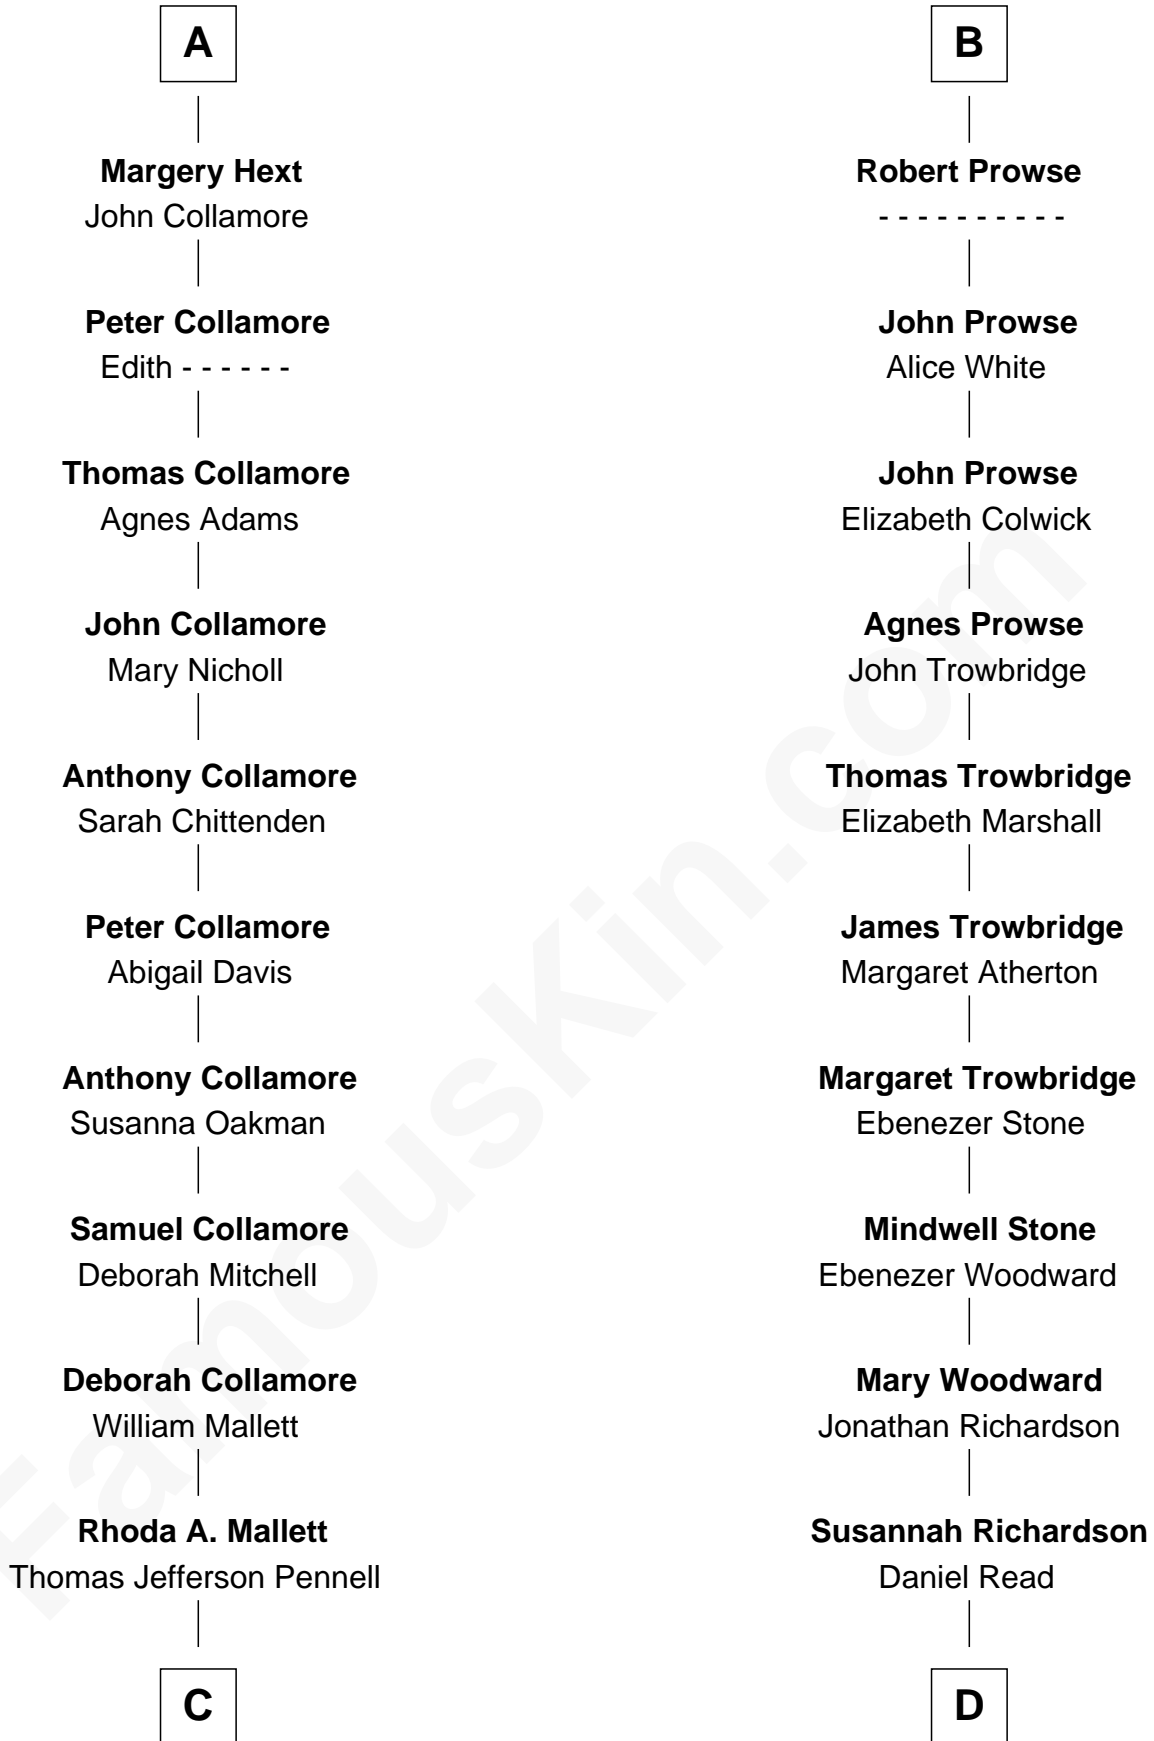 A
Margery Hext
John Collamore
Peter Collamore
Edith - - - - - -
Thomas Collamore
Agnes Adams
John Collamore
Mary Nicholl
Anthony Collamore
Sarah Chittenden
Peter Collamore
Abigail Davis
Anthony Collamore
Susanna Oakman
Samuel Collamore
Deborah Mitchell
Deborah Collamore
William Mallett
Rhoda A. Mallett
Thomas Jefferson Pennell
C
B
Robert Prowse
- - - - - - - - - -
John Prowse
Alice White
John Prowse
Elizabeth Colwick
Agnes Prowse
John Trowbridge
Thomas Trowbridge
Elizabeth Marshall
James Trowbridge
Margaret Atherton
Margaret Trowbridge
Ebenezer Stone
Mindwell Stone
Ebenezer Woodward
Mary Woodward
Jonathan Richardson
Susannah Richardson
Daniel Read
D
FamousKin.com